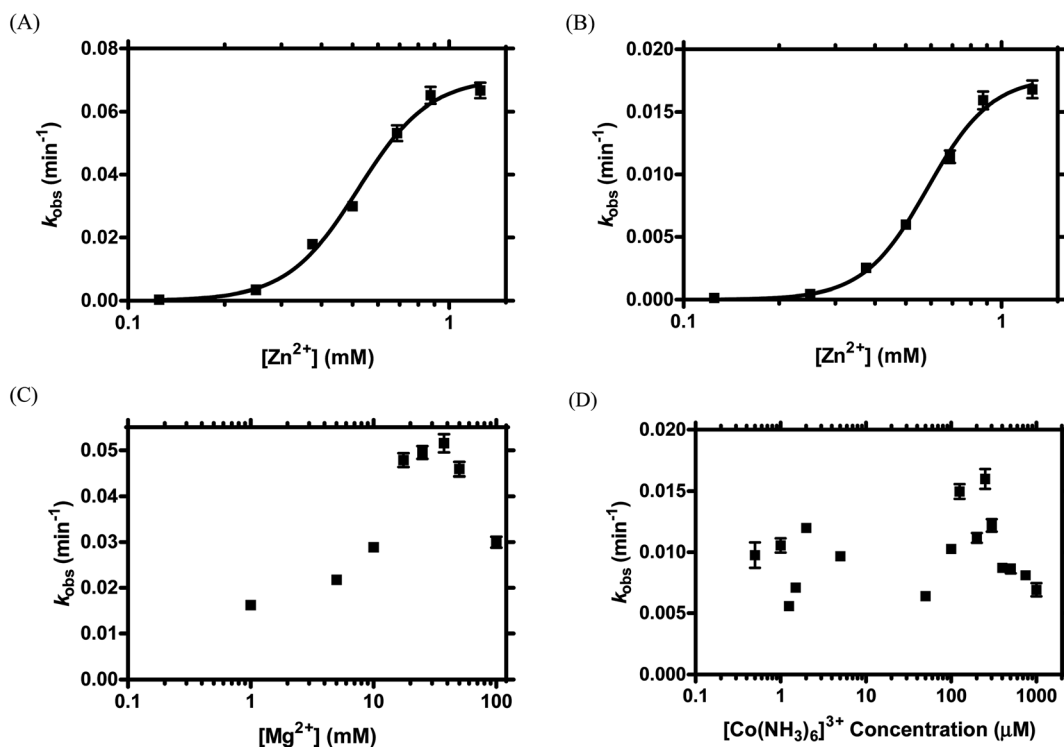 (A)
0.08
0.06
0.04
0.02
0.00
0.1
1
kobs (min-1)
[Zn2+] (mM)
(B)
0.020
0.015
0.010
0.005
0.000
0.1
1
kobs (min-1)
[Zn2+] (mM)
(C)
0.05
0.04
0.03
0.02
0.01
0.00
0.1
1
10
100
kobs (min-1)
[Mg2+] (mM)
(D)
0.020
0.015
0.010
0.005
0.000
0.1
1
10
100
1000
kobs (min-1)
[Co(NH3)6]3+ Concentration (μM)